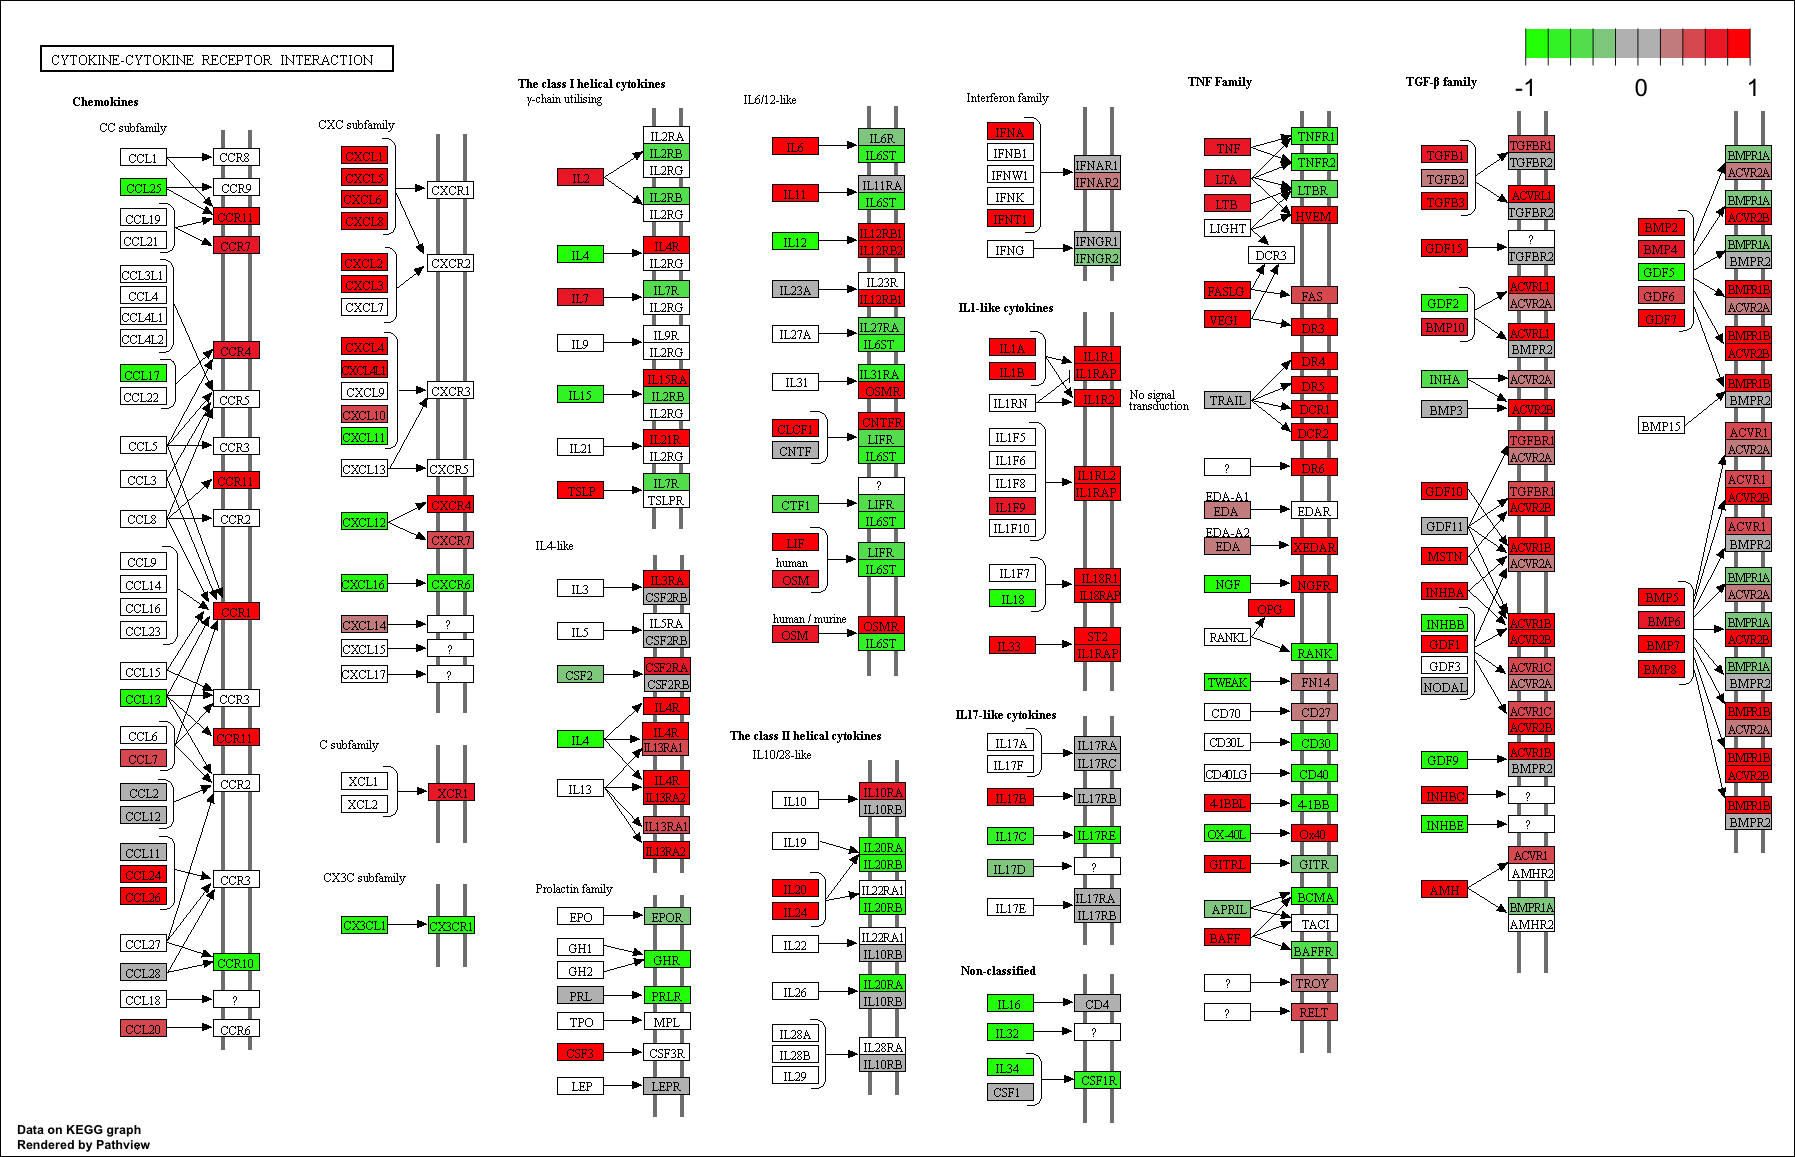 CYTOKINE-CYTOKINE RECEPTOR INTERACTION
-1
0
1
Chemokines
CC subfamily
CCL1
CCR8
CCL25
CCR9
CCL19
CCR11
CCL21
CCR7
CCL3L1
CCL4
CCL4L1
CCL4L2
CCR4
CCL17
CCL22
CCR5
CCL5
CCR3
CCL3
CCR11
CCL8
CCR2
CCL9
CCL14
CCL16
CCL23
CCR1
CCL15
CCL13
CCR3
CCL6
CCR11
CCL7
CCR2
CCL2
CCL12
CCL11
CCL24
CCL26
CCR3
CCL27
CCR10
CCL28
CCL18
?
CCL20
CCR6
CXC subfamily
CXCL1
CXCL5
CXCL6
CXCL8
CXCR1
CXCL2
CXCL3
CXCL7
CXCR2
CXCL4
CXCL4L1
CXCL9
CXCL10
CXCL11
CXCR3
CXCL13
CXCR5
CXCL12
CXCR4
CXCR7
CXCL16
CXCR6
CXCL14
?
CXCL15
?
CXCL17
?
C subfamily
XCL1
XCL2
XCR1
CX3C subfamily
CX3CL1
CX3CR1
The class I helical cytokines
γ-chain utilising
IL2
IL2RA
IL2RB
IL2RG
IL2RB
IL2RG
IL4
IL4R
IL2RG
IL7
IL7R
IL2RG
IL9
IL9R
IL2RG
IL15
IL15RA
IL2RB
IL2RG
IL21
IL21R
IL2RG
TSLP
IL7R
TSLPR
IL4-like
IL3
IL3RA
CSF2RB
IL5
IL5RA
CSF2RB
CSF2
CSF2RA
CSF2RB
IL4R
IL4
IL4R
IL13RA1
IL13
IL4R
IL13RA2
IL13RA1
IL13RA2
Prolactin family
EPO
EPOR
GH1
GH2
GHR
PRL
PRLR
TPO
MPL
CSF3
CSF3R
LEP
LEPR
IL6/12-like
IL6
IL6R
IL6ST
IL11
IL11RA
IL6ST
IL12
IL12RB1
IL12RB2
IL23A
IL23R
IL12RB1
IL27A
IL27RA
IL6ST
IL31
IL31RA
OSMR
CLCF1
CNTF
CNTFR
LIFR
IL6ST
CTF1
?
LIFR
IL6ST
LIF
human
OSM
LIFR
IL6ST
human / murine
OSM
OSMR
IL6ST
The class II helical cytokines
IL10/28-like
IL10
IL10RA
IL10RB
IL19
IL20RA
IL20RB
IL20
IL24
IL22RA1
IL20RB
IL22
IL22RA1
IL10RB
IL26
IL20RA
IL10RB
IL28A
IL28B
IL29
IL28RA
IL10RB
Interferon family
IFNA
IFNB1
IFNW1
IFNK
IFNT1
IFNAR1
IFNAR2
IFNG
IFNGR1
IFNGR2
IL1-like cytokines
IL1A
IL1B
IL1RN
IL1R1
IL1RAP
IL1R2
No signal
transduction
IL1F5
IL1F6
IL1F8
IL1F9
IL1F10
IL1RL2
IL1RAP
IL1F7
IL18
IL18R1
IL18RAP
IL33
ST2
IL1RAP
IL17-like cytokines
IL17A
IL17F
IL17RA
IL17RC
IL17B
IL17RB
IL17C
IL17RE
IL17D
?
IL17E
IL17RA
IL17RB
Non-classified
IL16
CD4
IL32
?
IL34
CSF1
CSF1R
TNF Family
TNF
TNFR1
TNFR2
LTA
LTBR
LTB
HVEM
LIGHT
DCR3
FASLG
FAS
VEGI
DR3
TRAIL
DR4
DR5
DCR1
DCR2
?
DR6
EDA-A1
EDA
EDAR
EDA-A2
EDA
XEDAR
NGF
NGFR
OPG
RANKL
RANK
TWEAK
FN14
CD70
CD27
CD30L
CD30
CD40LG
CD40
4-1BBL
4-1BB
OX-40L
Ox40
GITRL
GITR
APRIL
BCMA
TACI
BAFF
BAFFR
?
TROY
?
RELT
TGF-β family
TGFB1
TGFB2
TGFB3
TGFBR1
TGFBR2
ACVRL1
TGFBR2
GDF15
?
TGFBR2
GDF2
BMP10
ACVRL1
ACVR2A
ACVRL1
BMPR2
INHA
ACVR2A
BMP3
ACVR2B
TGFBR1
ACVR2A
GDF10
TGFBR1
ACVR2B
GDF11
MSTN
ACVR1B
ACVR2A
INHBA
INHBB
GDF1
GDF3
NODAL
ACVR1B
ACVR2B
ACVR1C
ACVR2A
ACVR1C
ACVR2B
GDF9
ACVR1B
BMPR2
INHBC
?
INHBE
?
AMH
ACVR1
AMHR2
BMPR1A
AMHR2
BMP2
BMP4
GDF5
GDF6
GDF7
BMPR1A
ACVR2A
BMPR1A
ACVR2B
BMPR1A
BMPR2
BMPR1B
ACVR2A
BMPR1B
ACVR2B
BMPR1B
BMPR2
BMP15
BMP5
BMP6
BMP7
BMP8
ACVR1
ACVR2A
ACVR1
ACVR2B
ACVR1
BMPR2
BMPR1A
ACVR2A
BMPR1A
ACVR2B
BMPR1A
BMPR2
BMPR1B
ACVR2A
BMPR1B
ACVR2B
BMPR1B
BMPR2
Data on KEGG graph
Rendered by Pathview